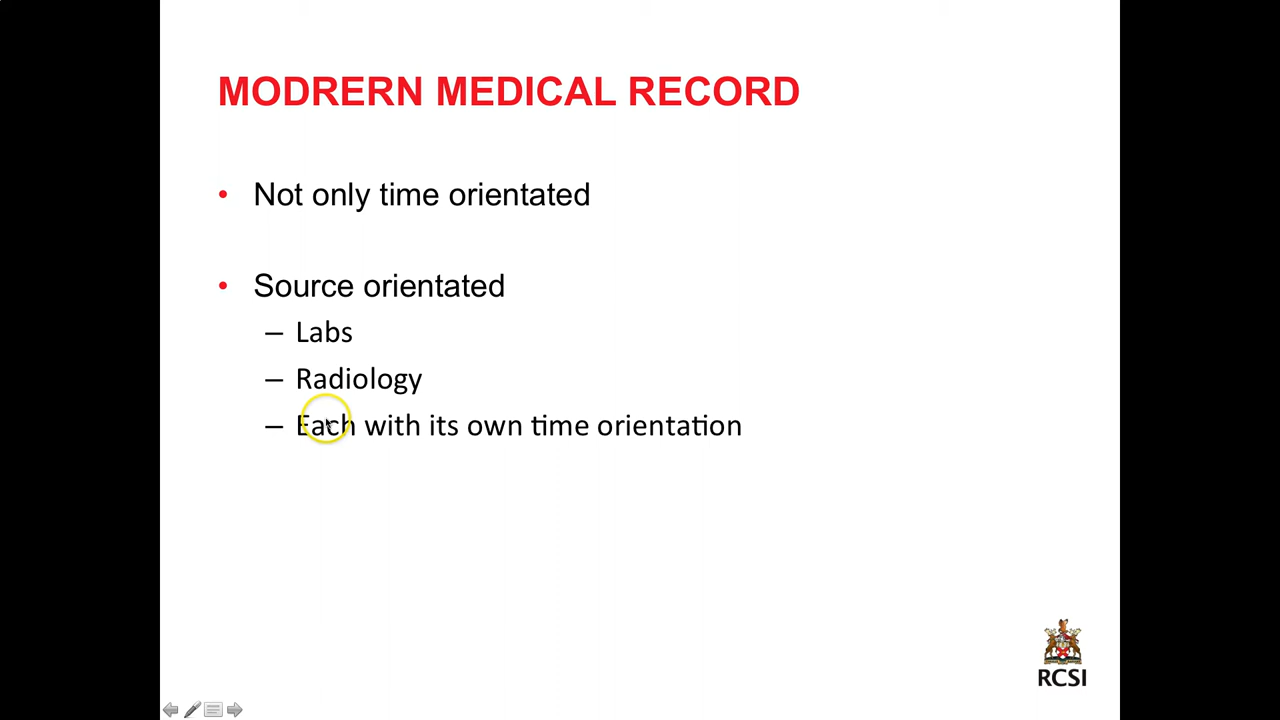 MODRERN MEDICAL RECORD
• Not only time orientated
• Source orientated
– Labs
– Radiology
– Each with its own time orientation
RCSI